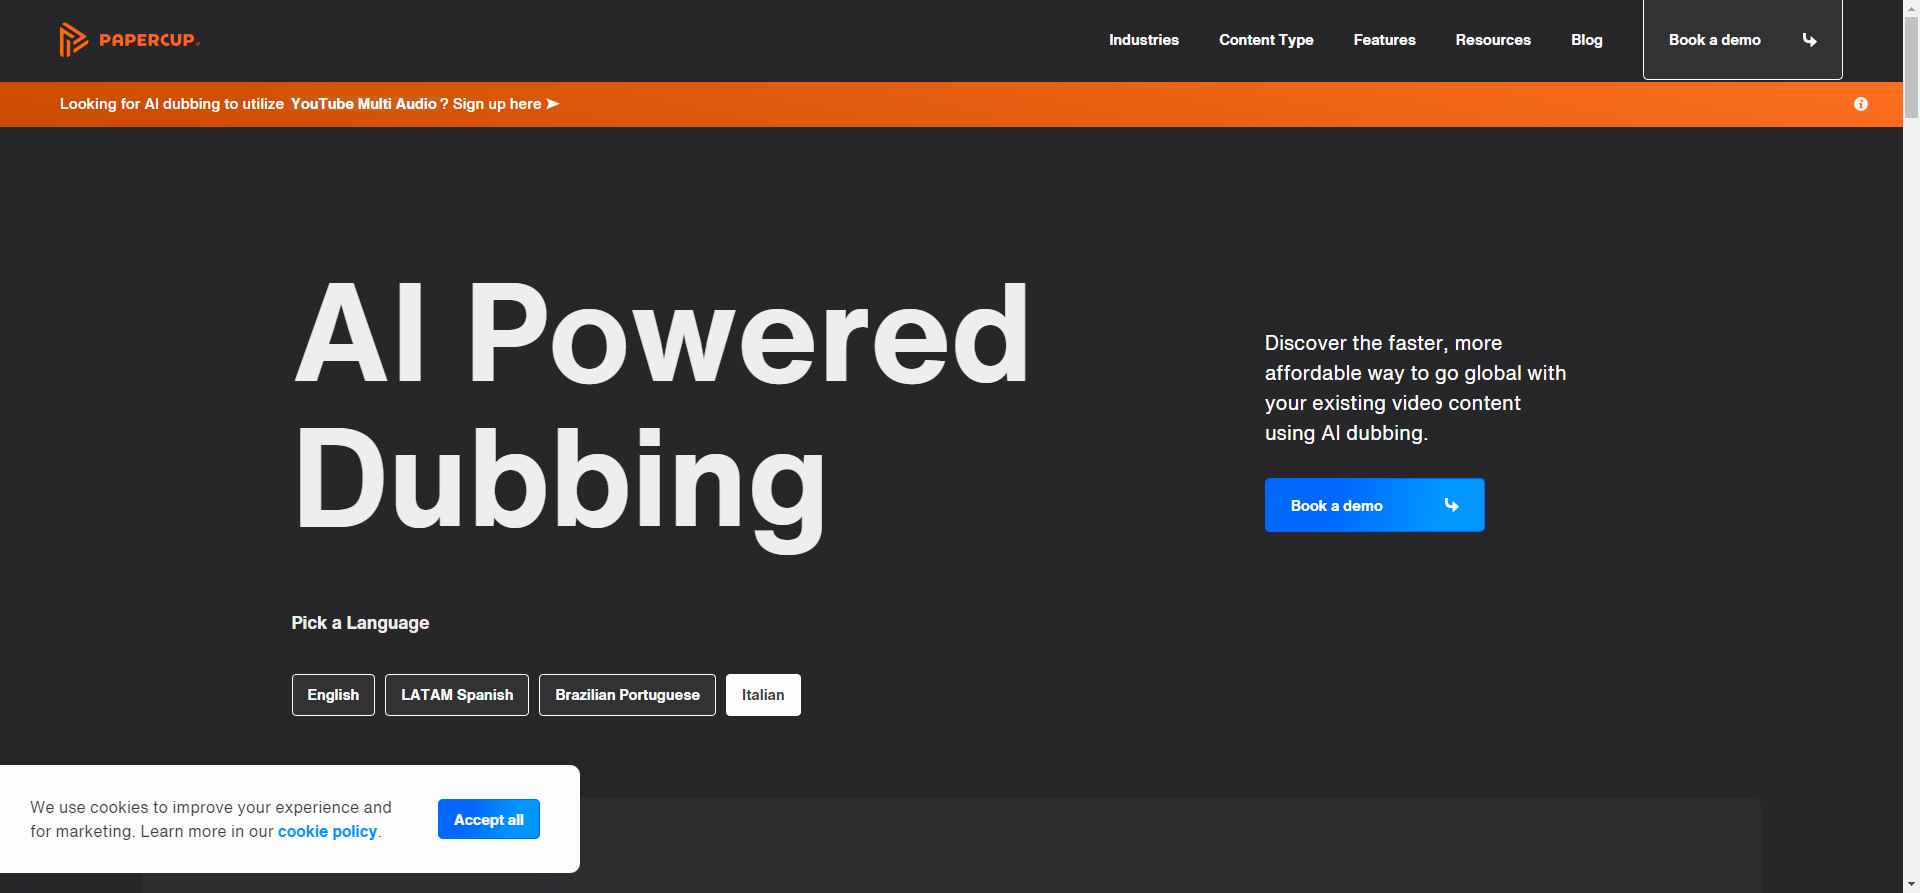 PAPERCUP
Industries
Content Type
Features
Resources
Blog
Book a demo
Looking for AI dubbing to utilize YouTube Multi Audio ? Sign up here ➤
AI Powered
Dubbing
Discover the faster, more
affordable way to go global with
your existing video content
using AI dubbing.
Book a demo
Pick a Language
English
LATAM Spanish
Brazilian Portuguese
Italian
We use cookies to improve your experience and
for marketing. Learn more in our cookie policy.
Accept all